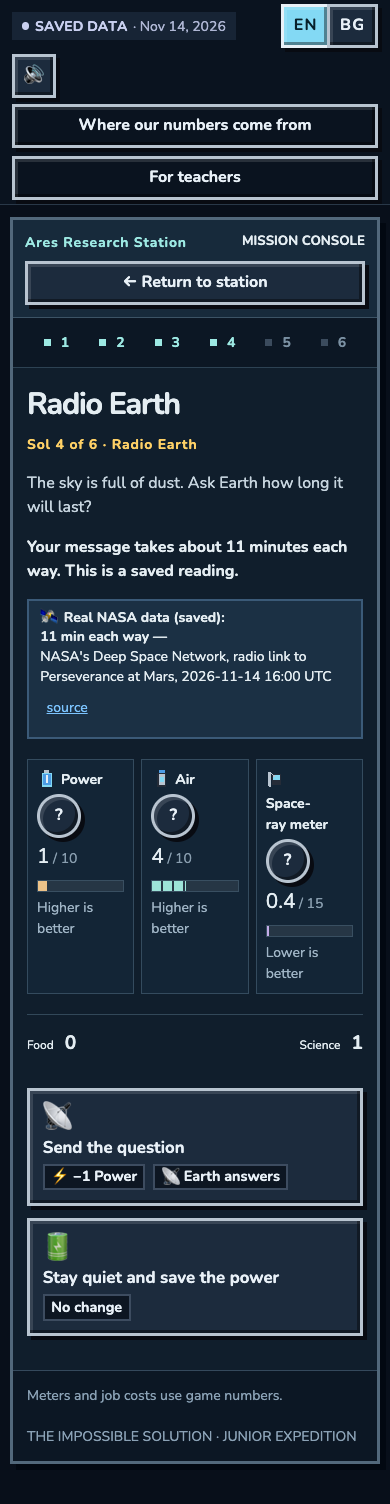 SAVED DATA · Nov 14, 2026
EN BG
Where our numbers come from
For teachers
Ares Research Station
MISSION CONSOLE
← Return to station
1 2 3 4 5 6
Radio Earth
Sol 4 of 6 · Radio Earth
The sky is full of dust. Ask Earth how long it
will last?
Your message takes about 11 minutes each
way. This is a saved reading.
Real NASA data (saved):
11 min each way —
NASA's Deep Space Network, radio link to
Perseverance at Mars, 2026-11-14 16:00 UTC
source
Power
?
1 / 10
Higher is
better
Air
?
4 / 10
Higher is
better
Space-
ray meter
?
0.4 / 15
Lower is
better
Food 0
Science 1
Send the question
−1 Power
Earth answers
Stay quiet and save the power
No change
Meters and job costs use game numbers.
THE IMPOSSIBLE SOLUTION · JUNIOR EXPEDITION